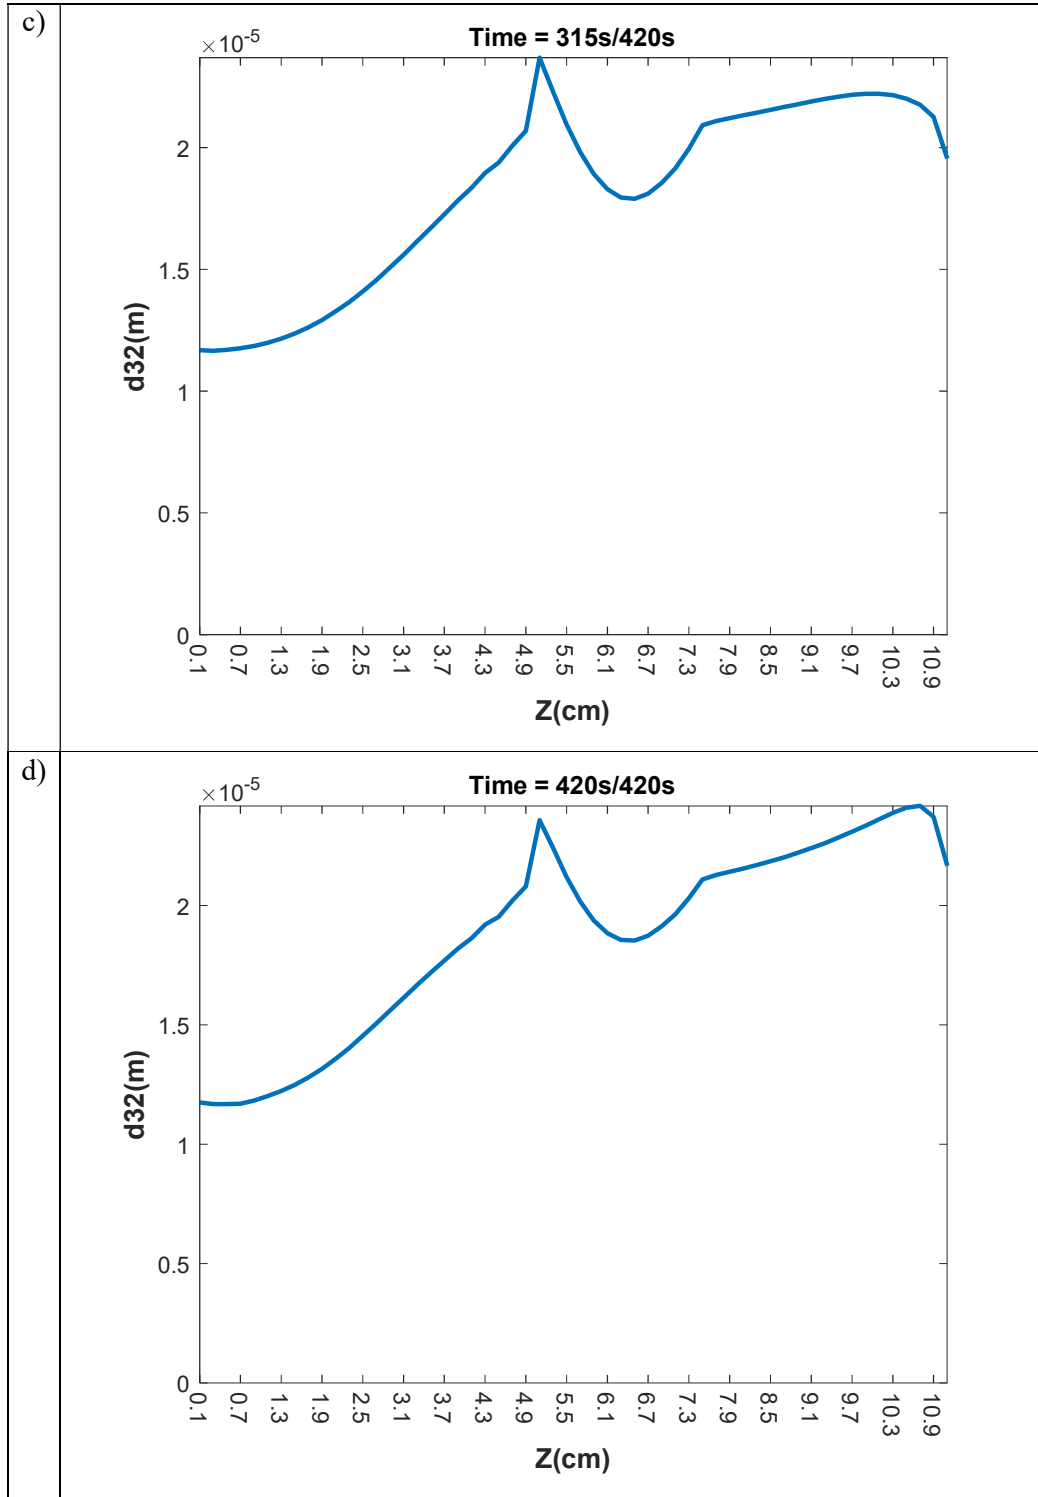 c)
×10-5
Time = 315s/420s
2
1.5
1
0.5
0
d32(m)
0.1 0.7 1.3 1.9 2.5 3.1 3.7 4.3 4.9 5.5 6.1 6.7 7.3 7.9 8.5 9.1 9.7 10.3 10.9
Z(cm)
d)
×10-5
Time = 420s/420s
2
1.5
1
0.5
0
d32(m)
0.1 0.7 1.3 1.9 2.5 3.1 3.7 4.3 4.9 5.5 6.1 6.7 7.3 7.9 8.5 9.1 9.7 10.3 10.9
Z(cm)